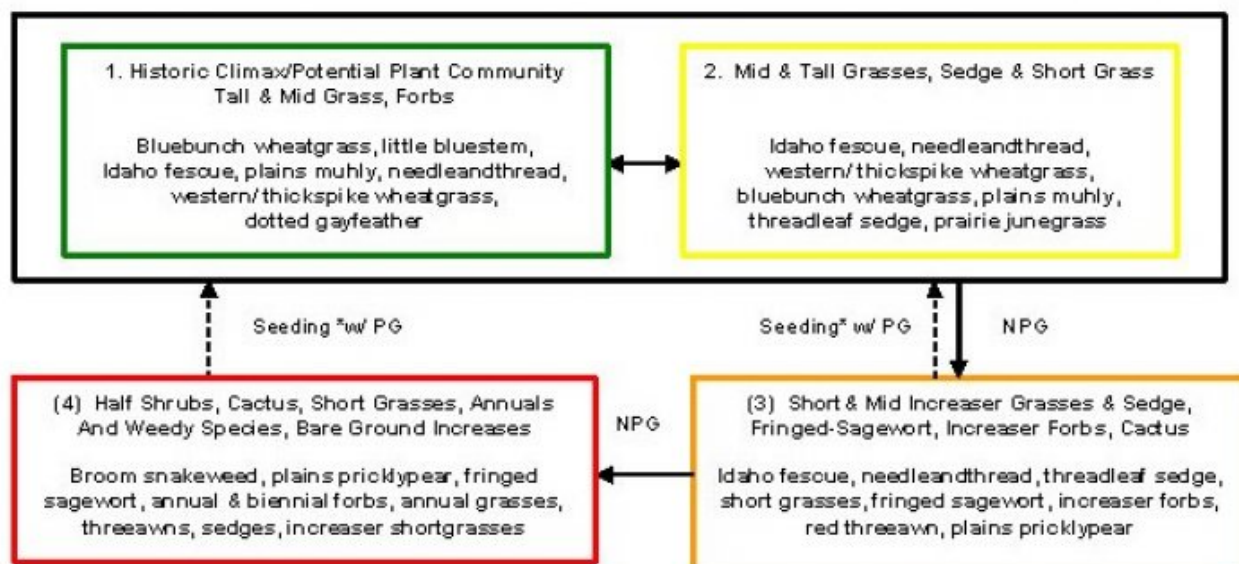 1. Historic Climax/Potential Plant Community
Tall & Mid Grass, Forbs
Bluebunch wheatgrass, little bluestem,
Idaho fescue, plains muhly, needleandthread,
western/thickspike wheatgrass,
dotted gayfeather
2. Mid & Tall Grasses, Sedge & Short Grass
Idaho fescue, needleandthread,
western/thickspike wheatgrass,
bluebunch wheatgrass, plains muhly,
threadleaf sedge, prairie junegrass
Seeding *w/ PG
Seeding* w/ PG
NPG
(4) Half Shrubs, Cactus, Short Grasses, Annuals
And Weedy Species, Bare Ground Increases
Broom snakeweed, plains pricklypear, fringed
sagewort, annual & biennial forbs, annual grasses,
threeawns, sedges, increaser shortgrasses
NPG
(3) Short & Mid Increaser Grasses & Sedge,
Fringed-Sagewort, Increaser Forbs, Cactus
Idaho fescue, needleandthread, threadleaf sedge,
short grasses, fringed sagewort, increaser forbs,
red threeawn, plains pricklypear